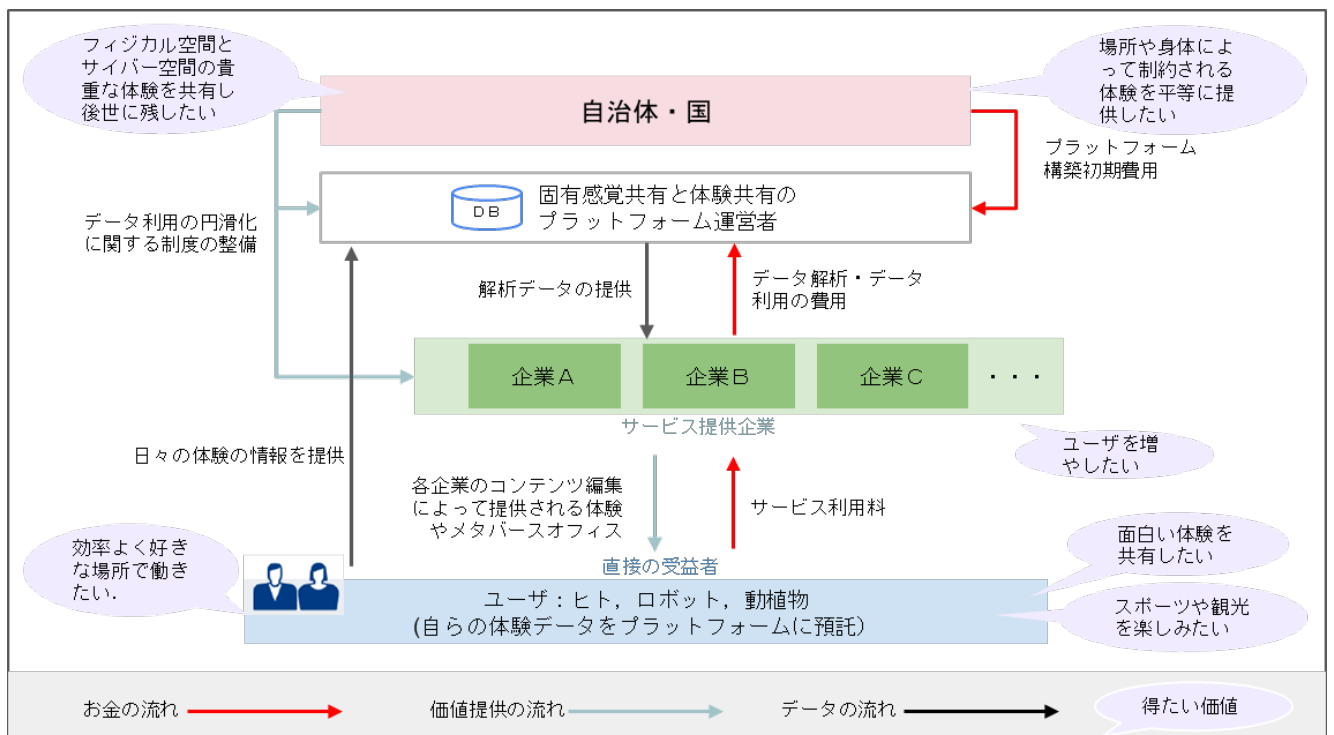 フィジカル空間と
サイバー空間の貴
重な体験を共有し
後世に残したい
場所や身体によ
って制約される
体験を平等に提
供したい
自治体・国
プラットフォーム
構築初期費用
DB
固有感覚共有と体験共有の
プラットフォーム運営者
データ利用の円滑化
に関する制度の整備
解析データの提供
データ解析・データ
利用の費用
企業A
企業B
企業C
・・・
サービス提供企業
ユーザを増
やしたい
日々の体験の情報を提供
各企業のコンテンツ編集
によって提供される体験
やメタバースオフィス
サービス利用料
効率よく好き
な場所で働き
たい.
直接の受益者
面白い体験を
共有したい
ユーザ：ヒト，ロボット，動植物
(自らの体験データをプラットフォームに預託)
スポーツや観光
を楽しみたい
お金の流れ
価値提供の流れ
データの流れ
得たい価値